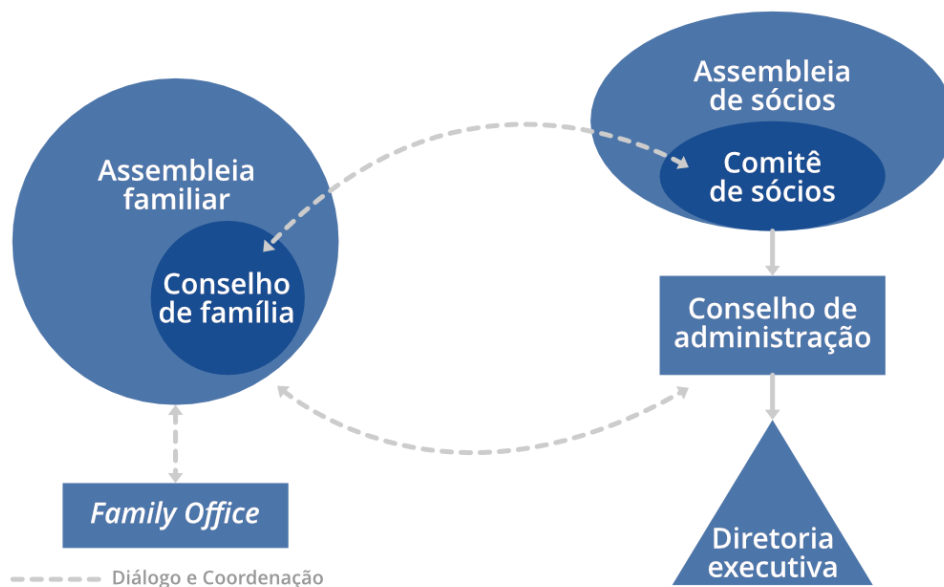 Assembleia
familiar
Conselho
de família
Family Office
Diálogo e Coordenação
Assembleia
de sócios
Comitê
de sócios
Conselho de
administração
Diretoria
executiva